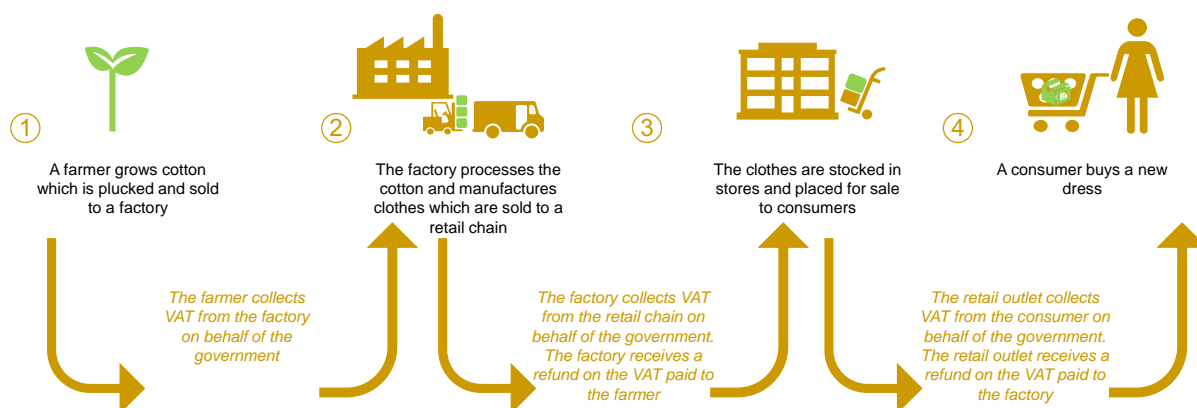 1
A farmer grows cotton
which is plucked and sold
to a factory
2
The factory processes the
cotton and manufactures
clothes which are sold to a
retail chain
3
The clothes are stocked in
stores and placed for sale
to consumers
4
A consumer buys a new
dress
The farmer collects
VAT from the factory
on behalf of the
government
The factory collects VAT
from the retail chain on
behalf of the government.
The factory receives a
refund on the VAT paid to
the farmer
The retail outlet collects
VAT from the consumer on
behalf of the government.
The retail outlet receives a
refund on the VAT paid to
the factory